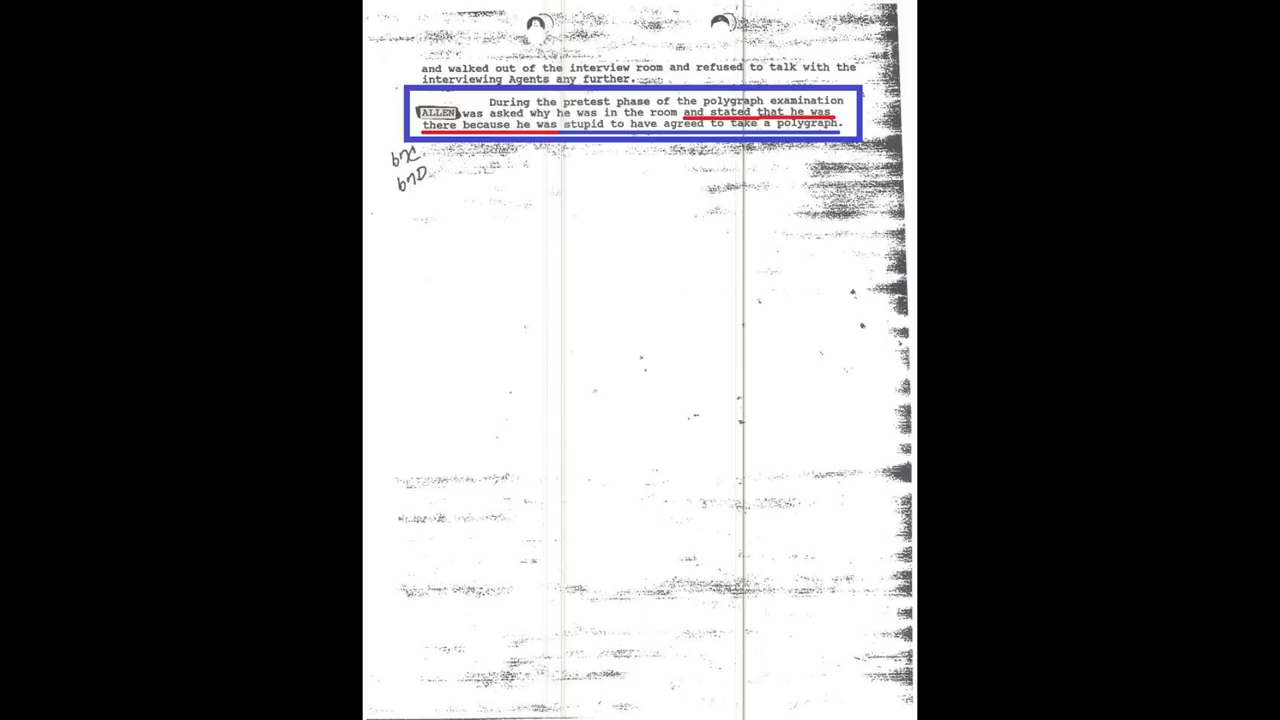 and walked out of the interview room and refused to talk with the
interviewing Agents any further.
During the pretest phase of the polygraph examination
ALLEN was asked why he was in the room and stated that he was
there because he was stupid to have agreed to take a polygraph.
b7C
b7D